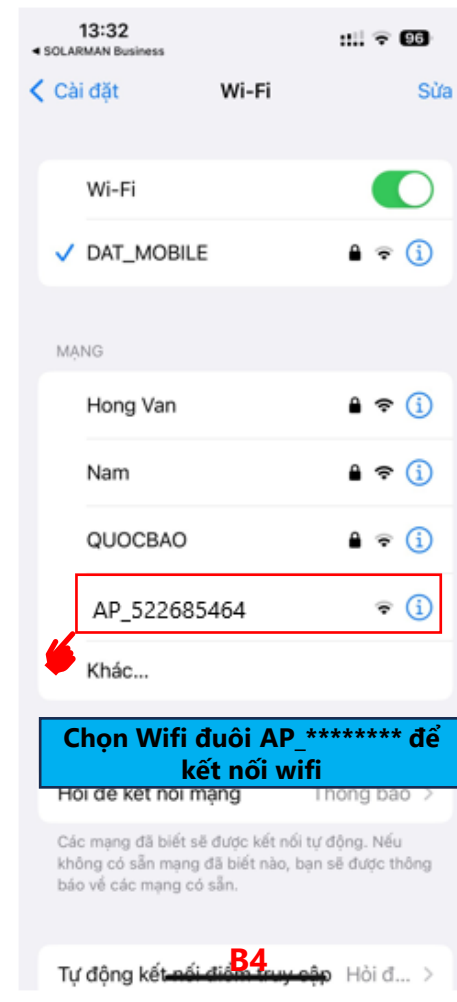 13:32
96
SOLARMAN Business
Cài đặt
Wi-Fi
Sửa
Wi-Fi
DAT_MOBILE
MẠNG
Hong Van
Nam
QUOCBAO
AP_522685464
Khác...
Chọn Wifi đuôi AP_******** để
kết nối wifi
Hỏi để kết nối mạng
Thông báo
Các mạng đã biết sẽ được kết nối tự động. Nếu
không có sẵn mạng đã biết nào, bạn sẽ được thông
báo về các mạng có sẵn.
B4
Tự động kết nối điểm truy cập
Hỏi đ...